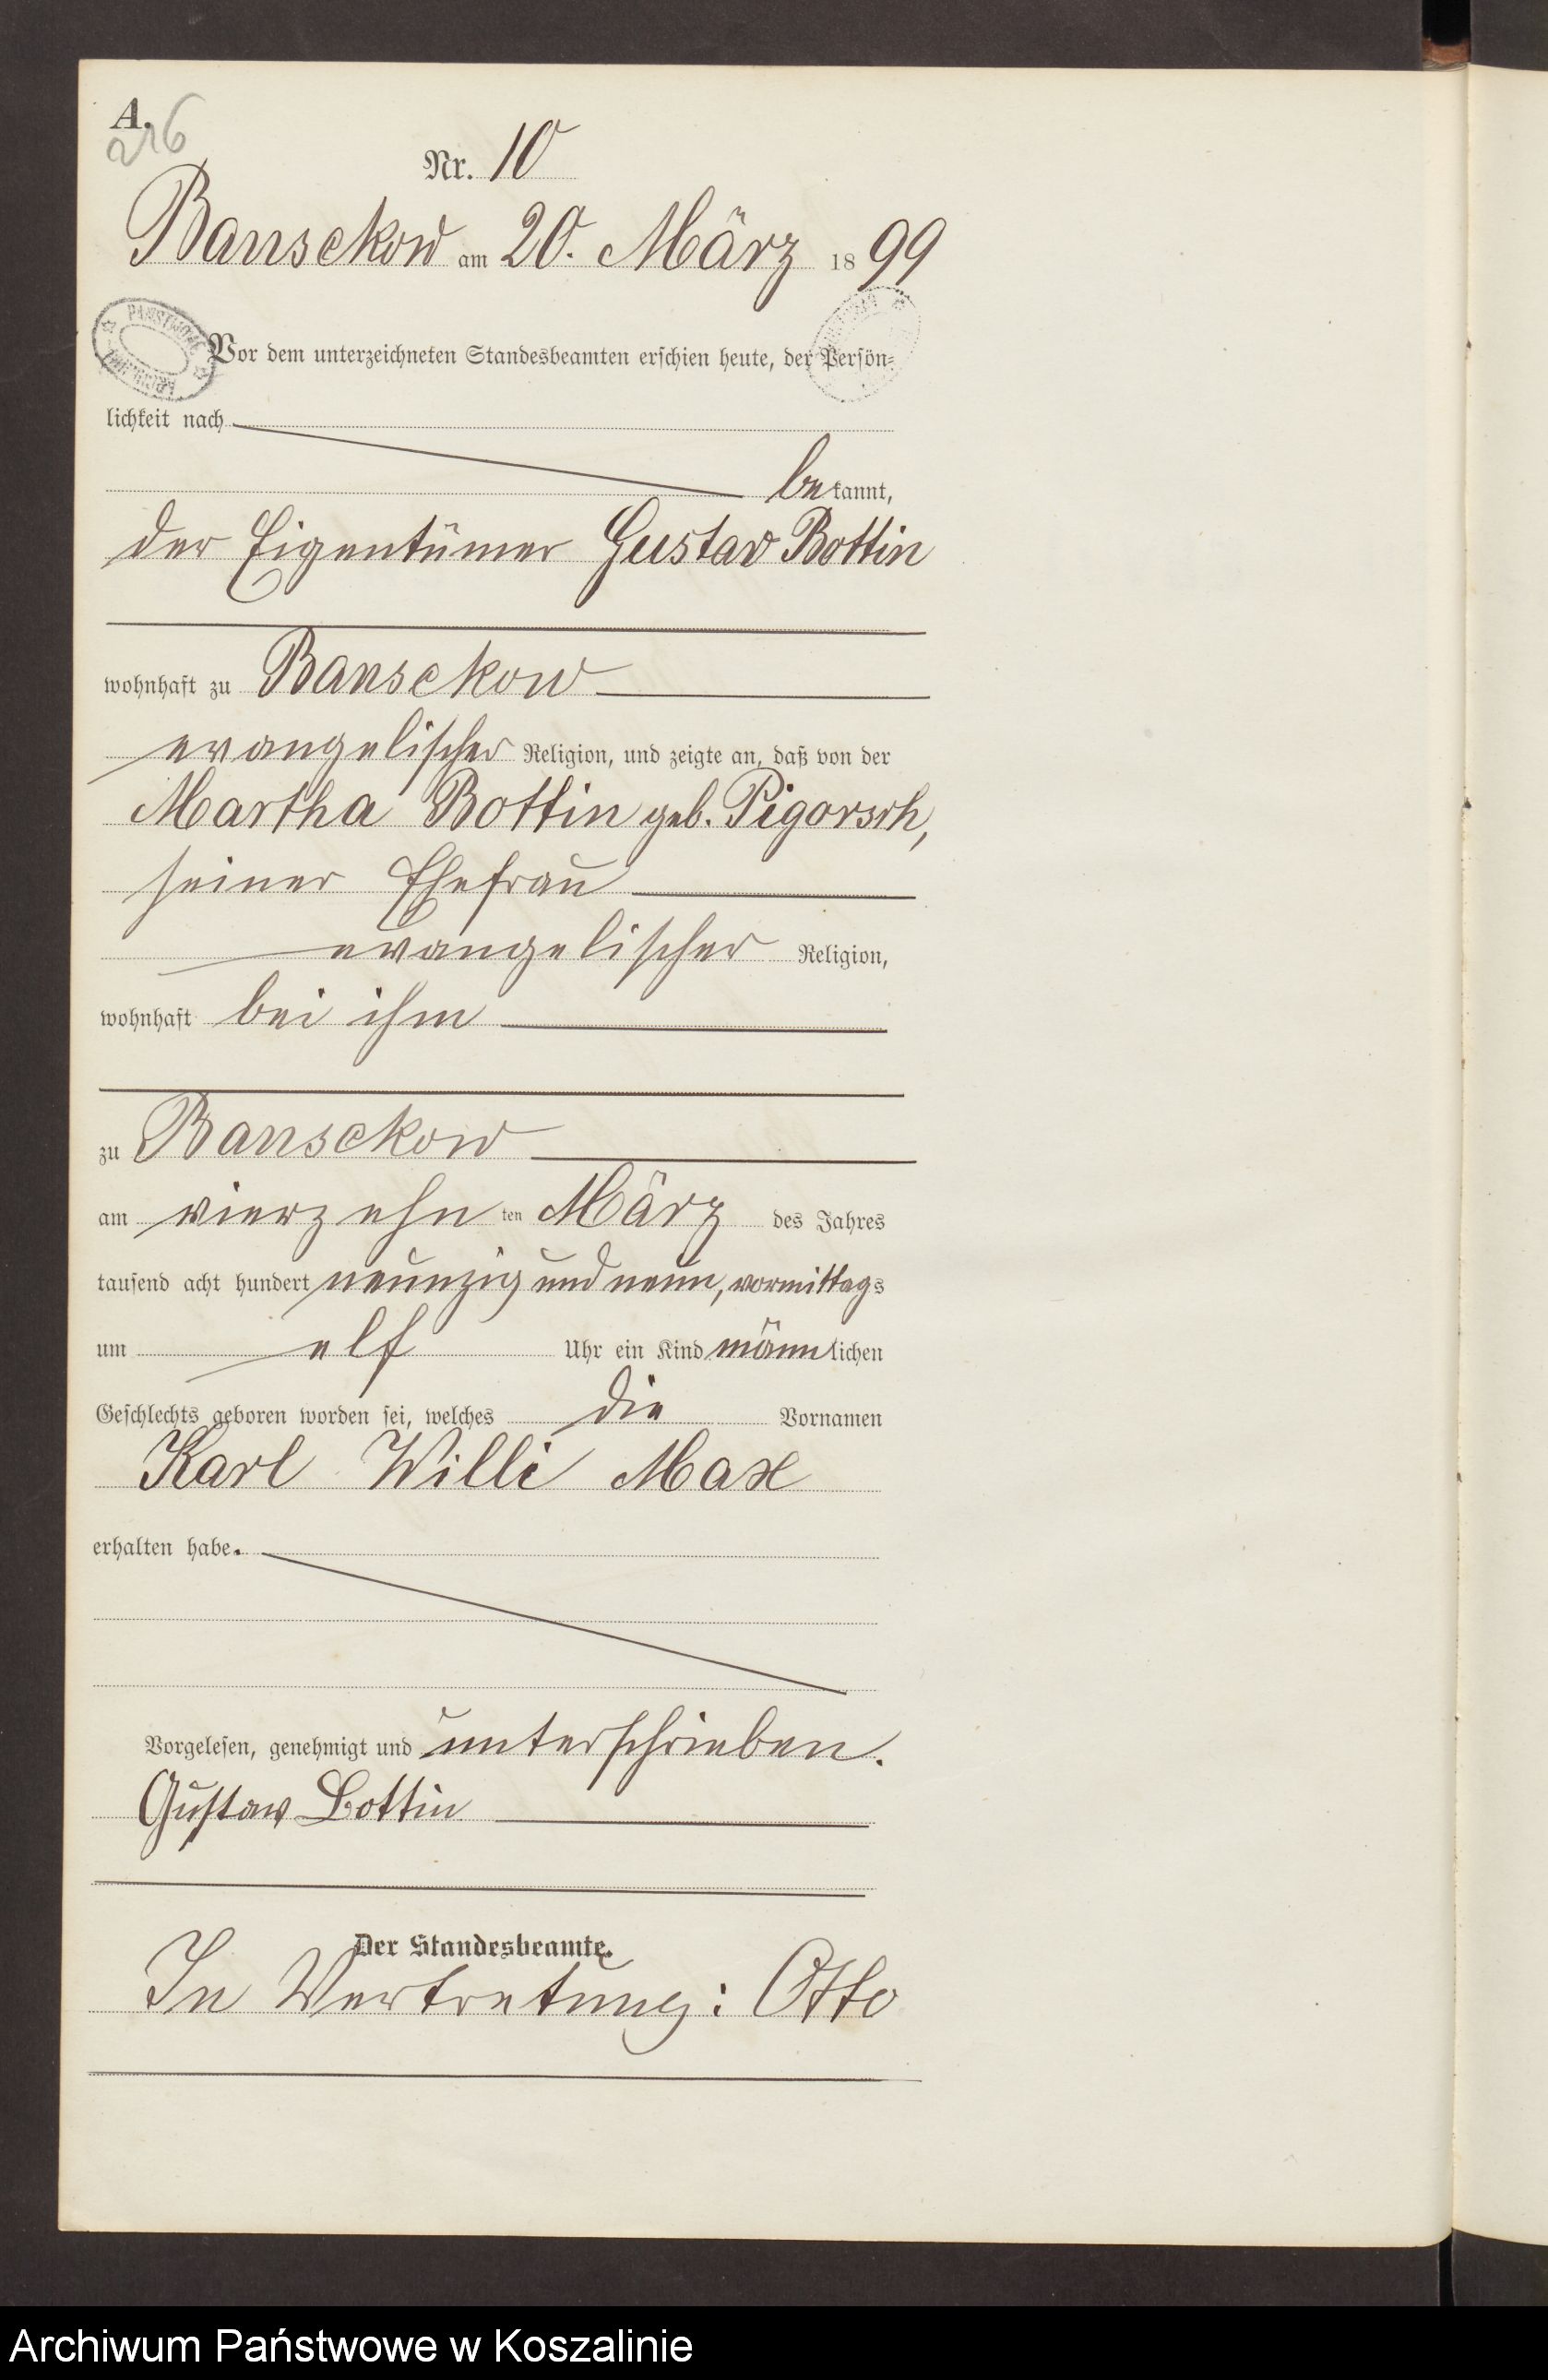 A.
216
Nr. 10
Bansekow am 20. März 1899
Vor dem unterzeichneten Standesbeamten erschien heute, der Persön-
lichkeit nach
bekannt,
der Eigentümer Gustav Bottin
wohnhaft zu Bansekow
evangelischer Religion, und zeigte an, daß von der
Martha Bottin geb. Pigorsch,
seiner Ehefrau
evangelischer Religion,
wohnhaft bei ihm
zu Bansekow
am vierzehnten März des Jahres
tausend acht hundert neunzig und neun, vormittags
um elf Uhr ein Kind männlichen
Geschlechts geboren worden sei, welches die Vornamen
Karl Willi Max
erhalten habe.
Vorgelesen, genehmigt und unterschrieben.
Gustav Bottin
Der Standesbeamte.
In Vertretung: Otto
Archiwum Państwowe w Koszalinie